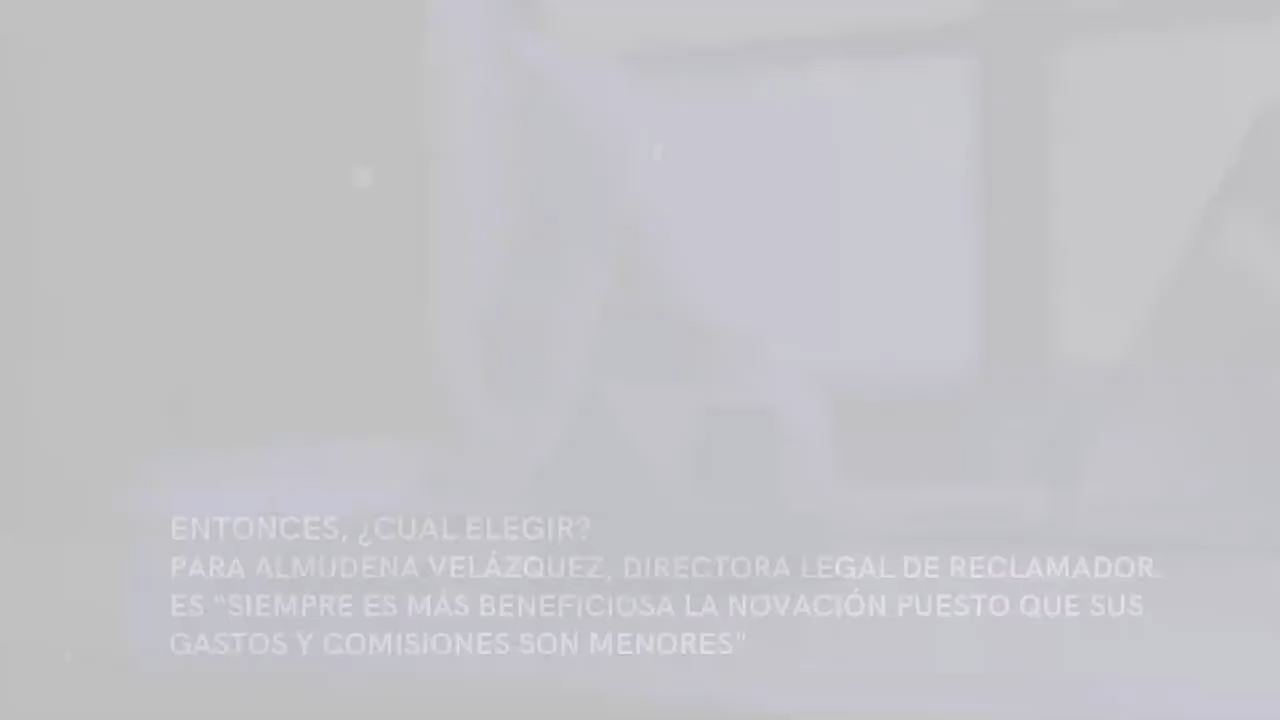 ENTONCES, ¿CUÁL ELEGIR?
PARA ALMUDENA VELÁZQUEZ, DIRECTORA LEGAL DE RECLAMADOR.
ES "SIEMPRE ES MÁS BENEFICIOSA LA NOVACIÓN PUESTO QUE SUS
GASTOS Y COMISIONES SON MENORES"